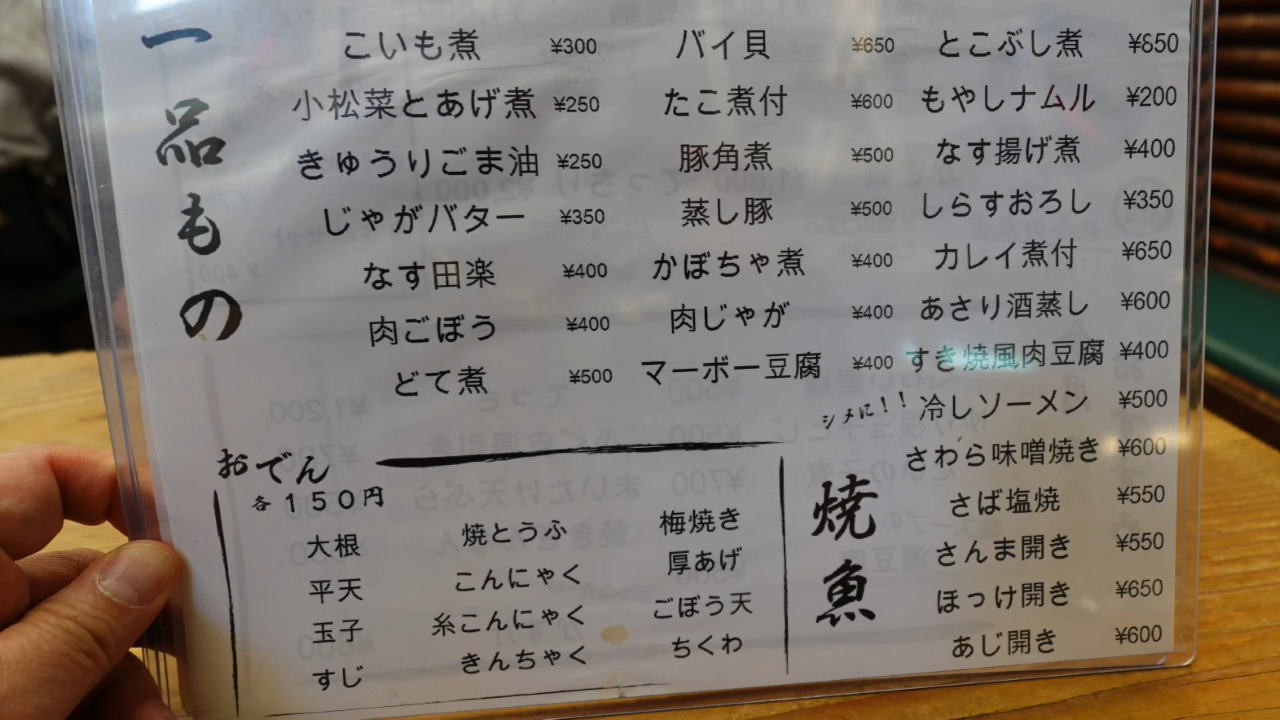 一品もの
こいも煮 ¥300
小松菜とあげ煮 ¥250
きゅうりごま油 ¥250
じゃがバター ¥350
なす田楽 ¥400
肉ごぼう ¥400
どて煮 ¥500
バイ貝 ¥650
たこ煮付 ¥600
豚角煮 ¥500
蒸し豚 ¥500
かぼちゃ煮 ¥400
肉じゃが ¥400
マーボー豆腐 ¥400
とこぶし煮 ¥650
もやしナムル ¥200
なす揚げ煮 ¥400
しらすおろし ¥350
カレイ煮付 ¥650
あさり酒蒸し ¥600
すき焼風肉豆腐 ¥400
シメに!! 冷しソーメン ¥500
おでん
各150円
大根
平天
玉子
すじ
焼とうふ
こんにゃく
糸こんにゃく
きんちゃく
梅焼き
厚あげ
ごぼう天
ちくわ
焼魚
さわら味噌焼き ¥600
さば塩焼 ¥550
さんま開き ¥550
ほっけ開き ¥650
あじ開き ¥600